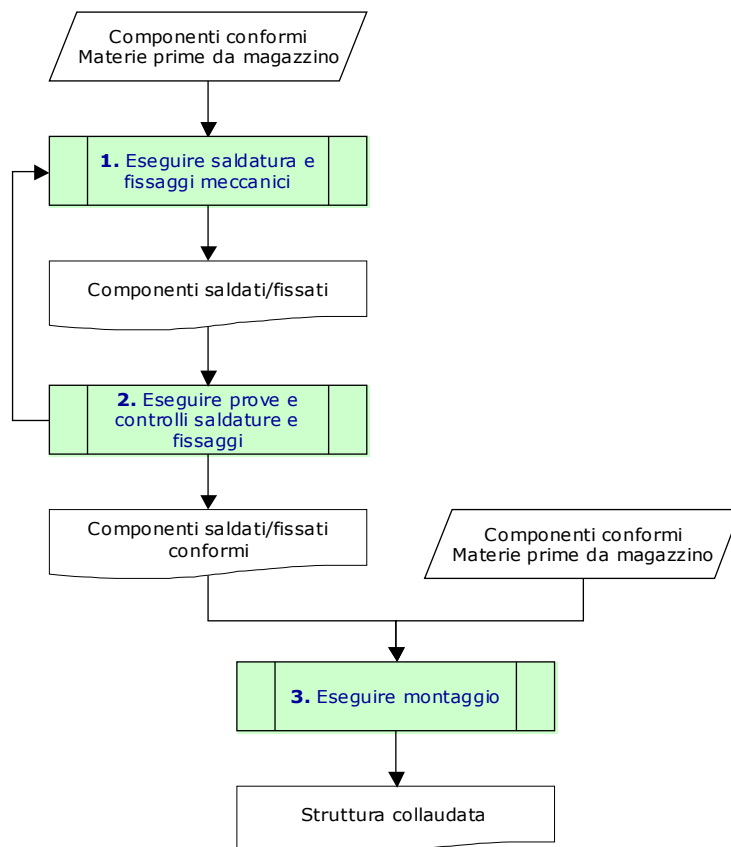 Componenti conformi
Materie prime da magazzino
1. Eseguire saldatura e
fissaggi meccanici
Componenti saldati/fissati
2. Eseguire prove e
controlli saldature e
fissaggi
Componenti saldati/fissati
conformi
Componenti conformi
Materie prime da magazzino
3. Eseguire montaggio
Struttura collaudata